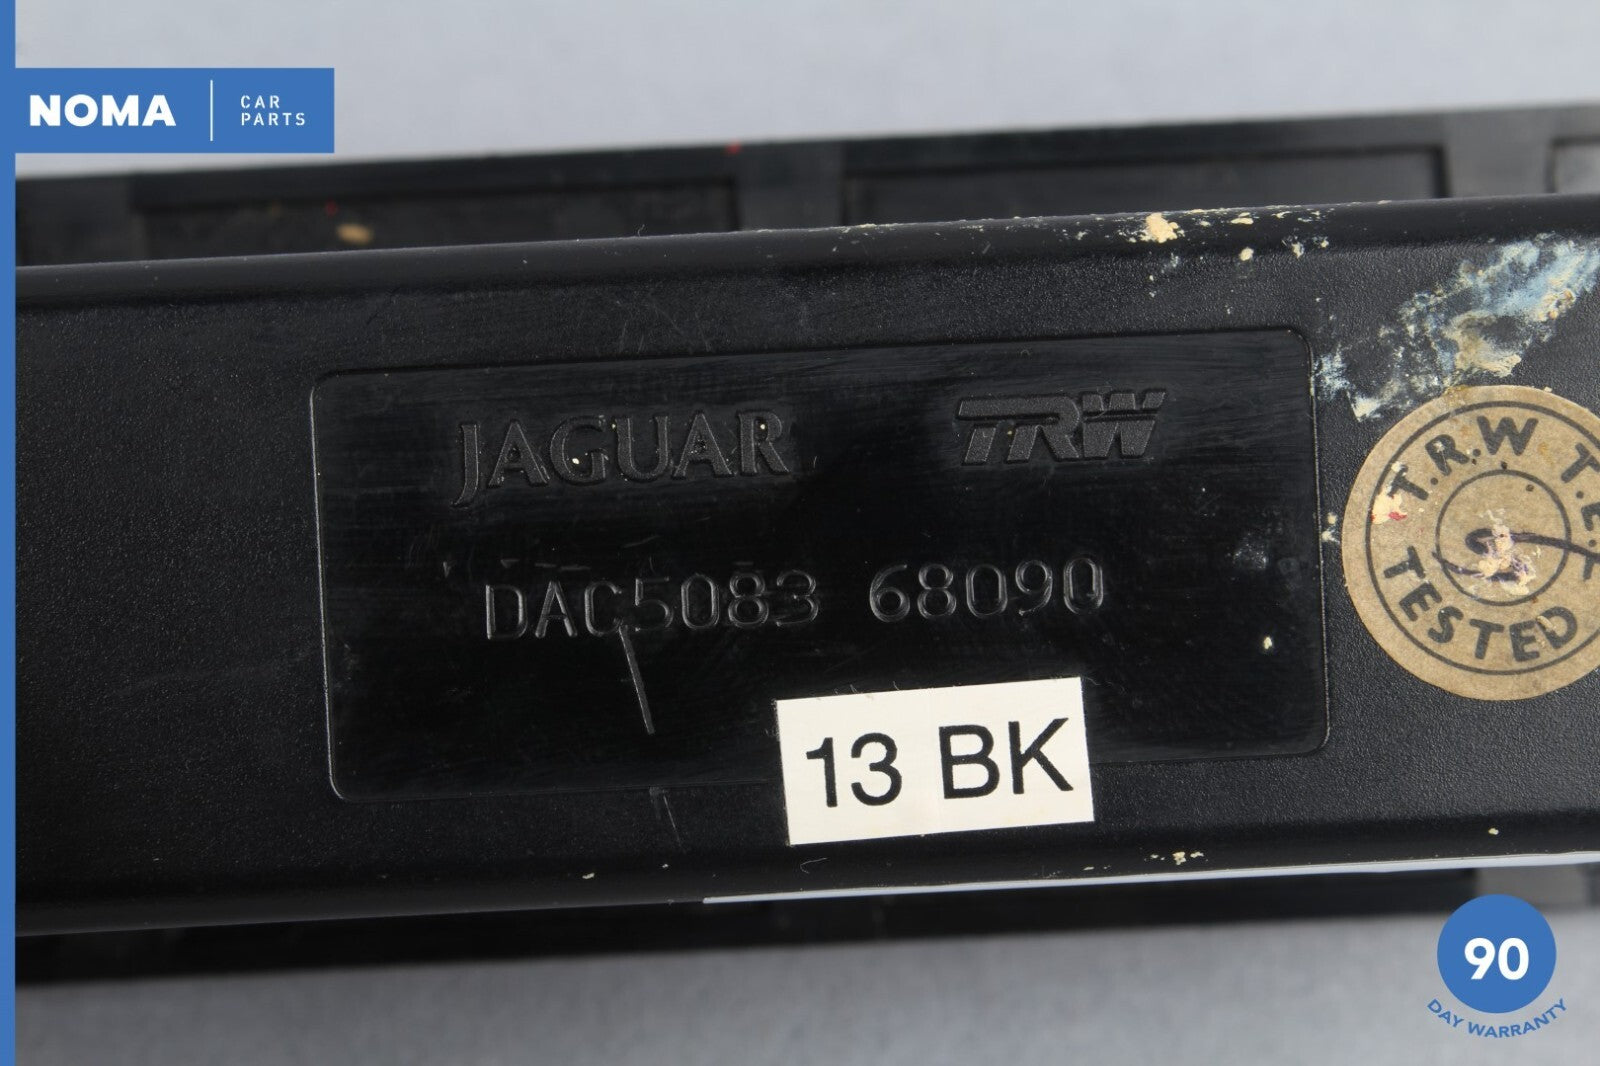 NOMA
CAR
PARTS
JAGUAR TRW
DAC5083 68090
13 BK
T.R.W T.E.
TESTED
90
DAY WARRANTY